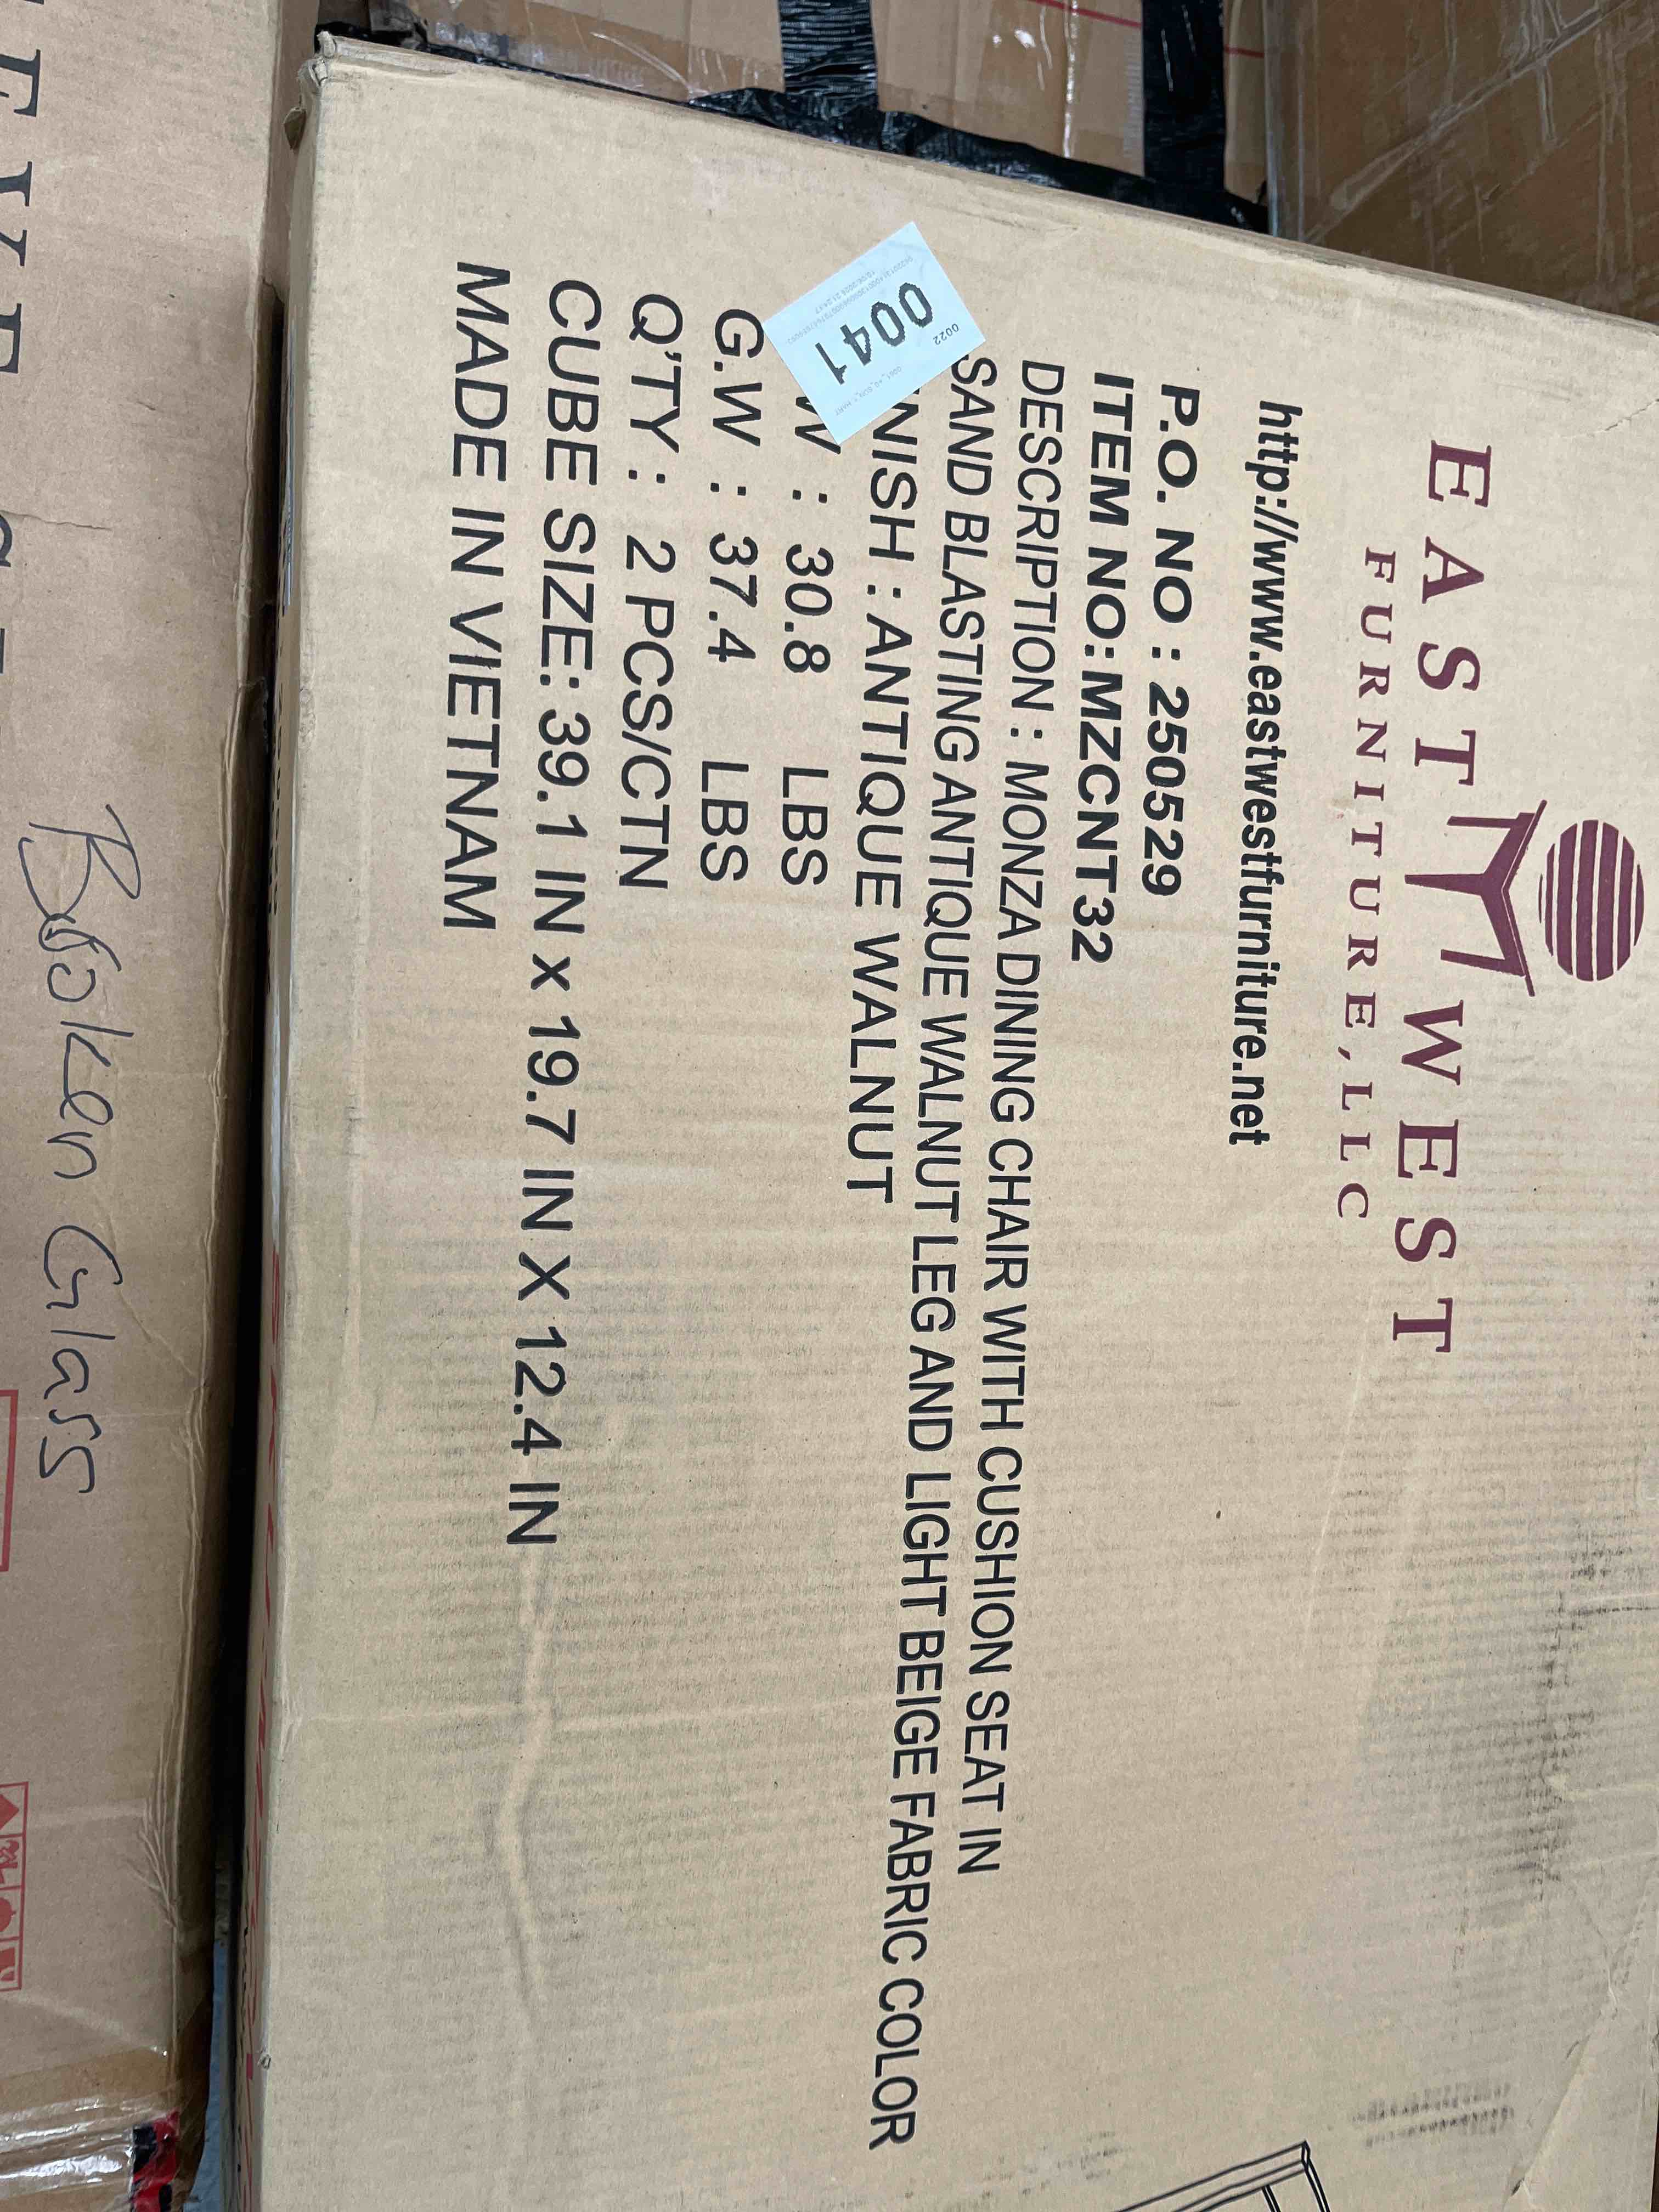 EAST WEST
FURNITURE, LLC
http://www.eastwestfurniture.net
P.O. NO : 250529
ITEM NO: MZCNT32
DESCRIPTION : MONZA DINING CHAIR WITH CUSHION SEAT IN
SAND BLASTING ANTIQUE WALNUT LEG AND LIGHT BEIGE FABRIC COLOR
NISH : ANTIQUE WALNUT
W : 30.8 LBS
G.W : 37.4 LBS
Q'TY : 2 PCS/CTN
CUBE SIZE: 39.1 IN x 19.7 IN X 12.4 IN
MADE IN VIETNAM
0022
0041
Broken Glass